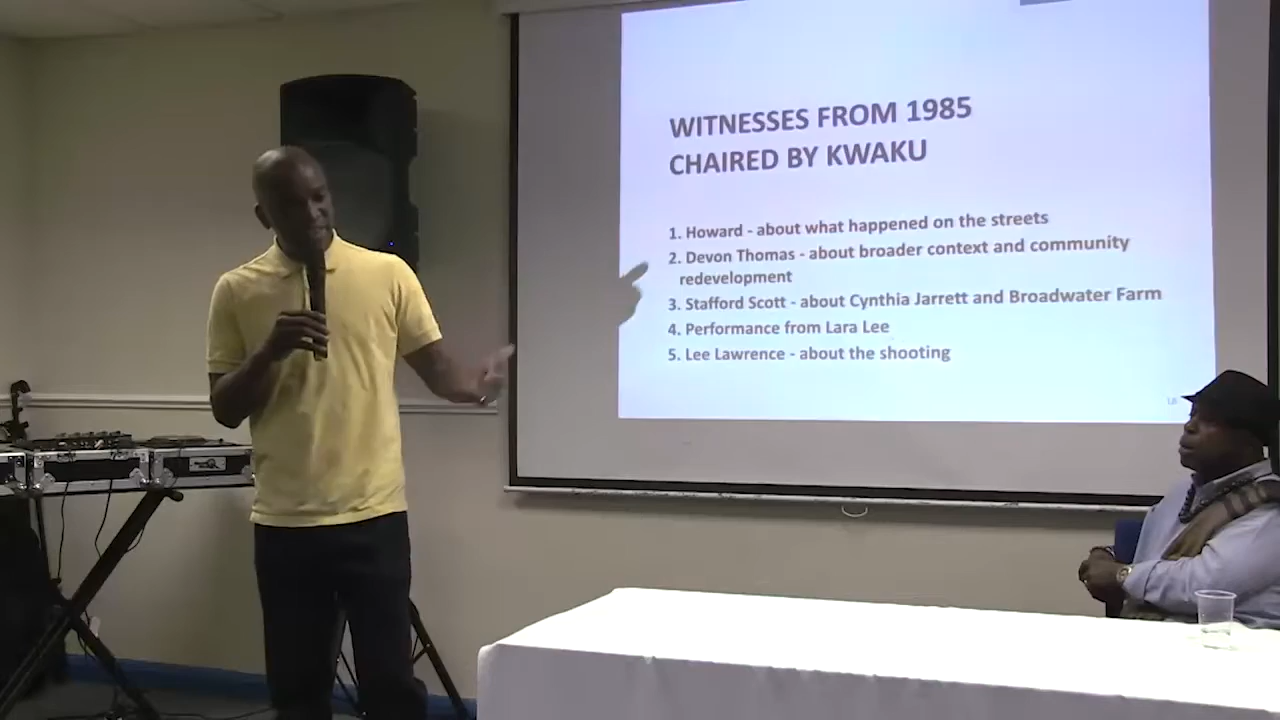 WITNESSES FROM 1985
CHAIRED BY KWAKU
1. Howard - about what happened on the streets
2. Devon Thomas - about broader context and community
redevelopment
3. Stafford Scott - about Cynthia Jarrett and Broadwater Farm
4. Performance from Lara Lee
5. Lee Lawrence - about the shooting